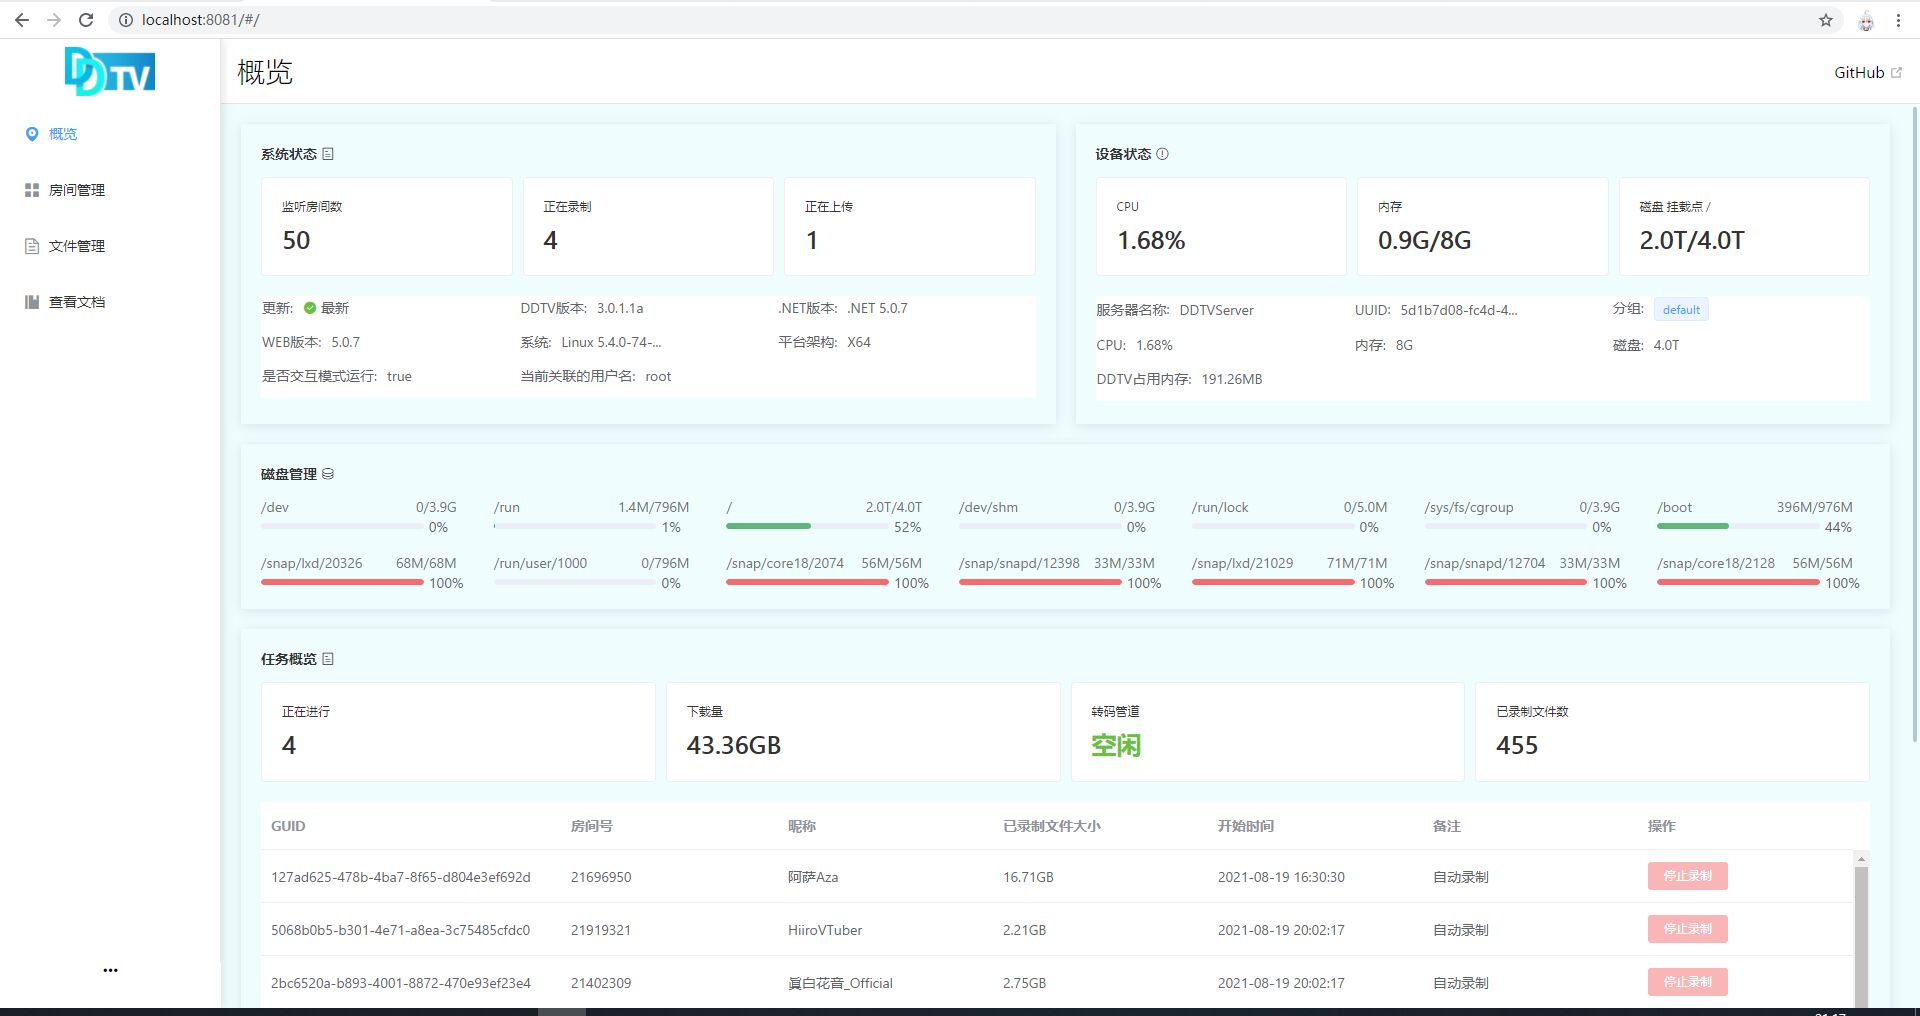 localhost:8081/#/
DDTV
概览
GitHub
概览
房间管理
文件管理
查看文档
系统状态
监听房间数
50
正在录制
4
正在上传
1
更新: 最新
DDTV版本: 3.0.1.1a
.NET版本: .NET 5.0.7
WEB版本: 5.0.7
系统: Linux 5.4.0-74-...
平台架构: X64
是否交互模式运行: true
当前关联的用户名: root
设备状态
CPU
1.68%
内存
0.9G/8G
磁盘 挂载点 /
2.0T/4.0T
服务器名称: DDTVServer
UUID: 5d1b7d08-fc4d-4...
分组: default
CPU: 1.68%
内存: 8G
磁盘: 4.0T
DDTV占用内存: 191.26MB
磁盘管理
/dev 0/3.9G
0%
/run 1.4M/796M
1%
/ 2.0T/4.0T
52%
/dev/shm 0/3.9G
0%
/run/lock 0/5.0M
0%
/sys/fs/cgroup 0/3.9G
0%
/boot 396M/976M
44%
/snap/lxd/20326 68M/68M
100%
/run/user/1000 0/796M
0%
/snap/core18/2074 56M/56M
100%
/snap/snapd/12398 33M/33M
100%
/snap/lxd/21029 71M/71M
100%
/snap/snapd/12704 33M/33M
100%
/snap/core18/2128 56M/56M
100%
任务概览
正在进行
4
下载量
43.36GB
转码管道
空闲
已录制文件数
455
GUID 房间号 昵称 已录制文件大小 开始时间 备注 操作
127ad625-478b-4ba7-8f65-d804e3ef692d 21696950 阿萨Aza 16.71GB 2021-08-19 16:30:30 自动录制 停止录制
5068b0b5-b301-4e71-a8ea-3c75485cfdc0 21919321 HiiroVTuber 2.21GB 2021-08-19 20:02:17 自动录制 停止录制
2bc6520a-b893-4001-8872-470e93ef23e4 21402309 眞白花音_Official 2.75GB 2021-08-19 20:02:17 自动录制 停止录制
...